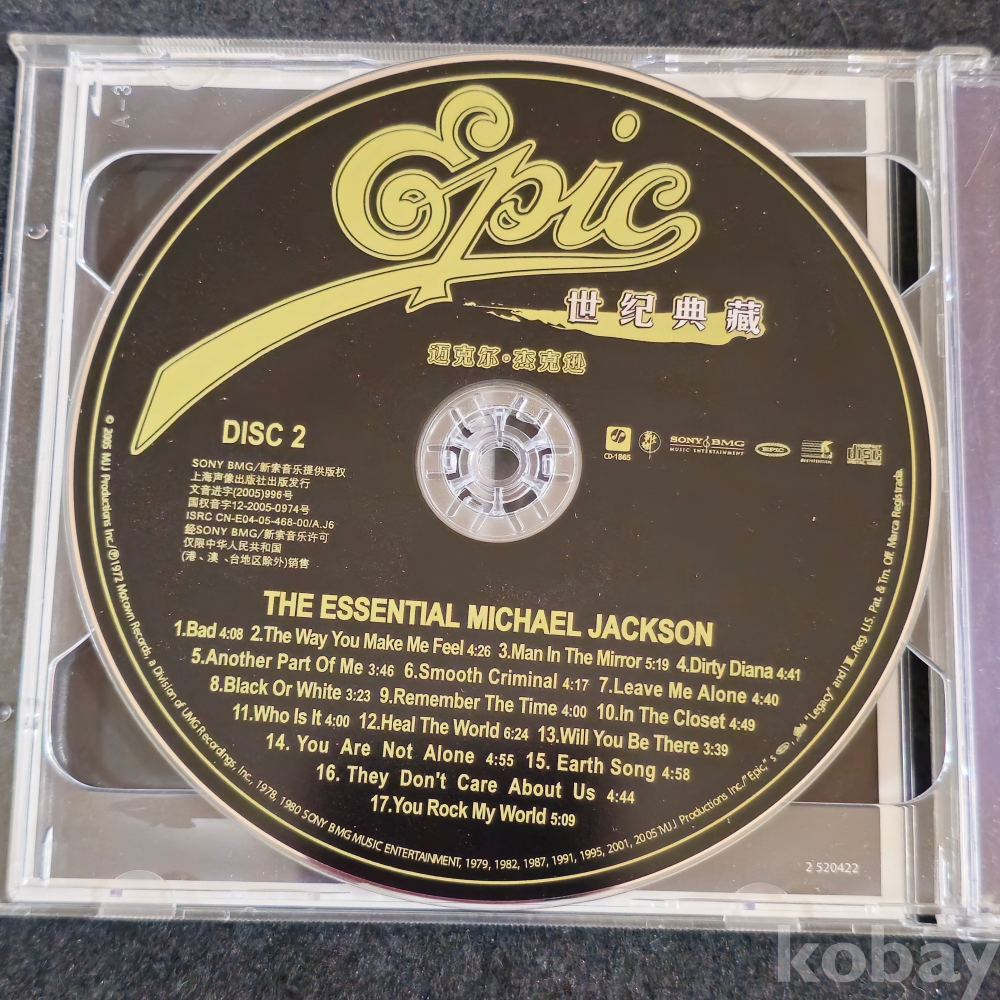 A-3
Epic
世纪典藏
迈克尔·杰克逊
DISC 2
CD-1865
SONY BMG
MUSIC ENTERTAINMENT
EPIC
COMPACT
disc
DIGITAL AUDIO
SONY BMG/新索音乐提供版权
上海声像出版社出版发行
文音进字(2005)996号
国权音字12-2005-0974号
ISRC CN-E04-05-468-00/A.J6
经SONY BMG/新索音乐许可
仅限中华人民共和国
(港、澳、台地区除外)销售
THE ESSENTIAL MICHAEL JACKSON
1.Bad 4:08 2.The Way You Make Me Feel 4:26 3.Man In The Mirror 5:19 4.Dirty Diana 4:41
5.Another Part Of Me 3:46 6.Smooth Criminal 4:17 7.Leave Me Alone 4:40
8.Black Or White 3:23 9.Remember The Time 4:00 10.In The Closet 4:49
11.Who Is It 4:00 12.Heal The World 6:24 13.Will You Be There 3:39
14. You Are Not Alone 4:55 15. Earth Song 4:58
16. They Don't Care About Us 4:44
17.You Rock My World 5:09
© 2005 MJJ Productions Inc./℗1972 Motown Records, a Division of UMG Recordings, Inc., 1978, 1980 SONY BMG MUSIC ENTERTAINMENT, 1979, 1982, 1987, 1991, 1995, 2001, 2005 MJJ Productions Inc./"Epic," "Legacy" and Reg. U.S. Pat. & Tm. Off. Marca Registrada.
2 520422
kobay